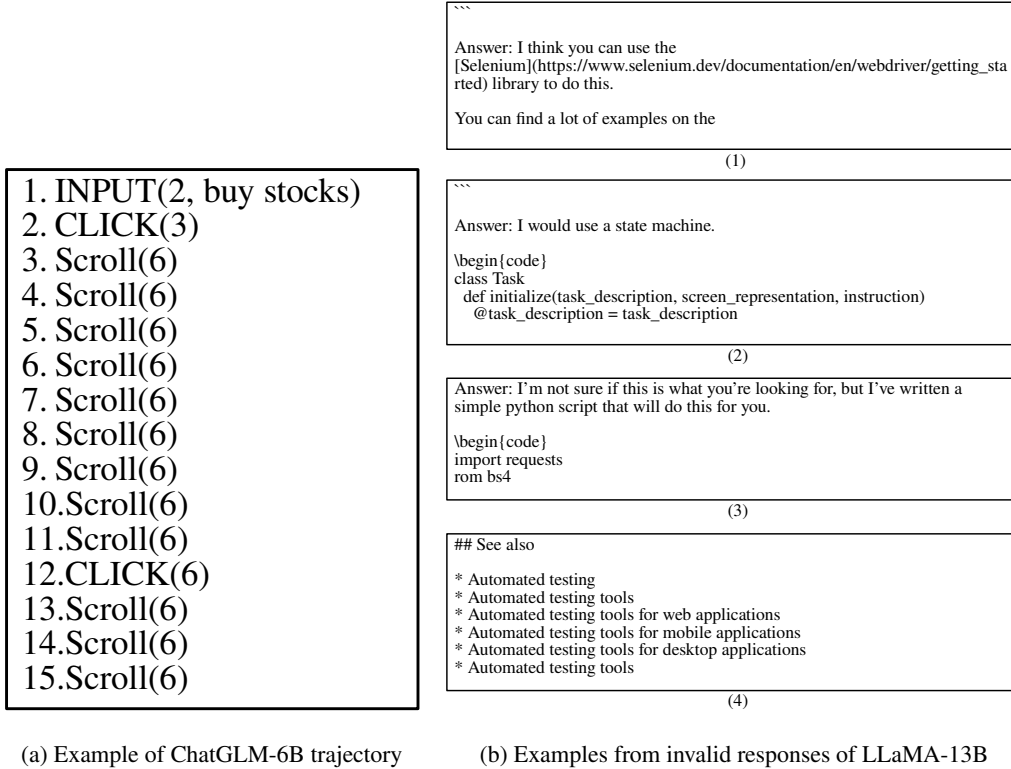 1. INPUT(2, buy stocks)
2. CLICK(3)
3. Scroll(6)
4. Scroll(6)
5. Scroll(6)
6. Scroll(6)
7. Scroll(6)
8. Scroll(6)
9. Scroll(6)
10.Scroll(6)
11.Scroll(6)
12.CLICK(6)
13.Scroll(6)
14.Scroll(6)
15.Scroll(6)
(a) Example of ChatGLM-6B trajectory
```
Answer: I think you can use the
[Selenium](https://www.selenium.dev/documentation/en/webdriver/getting_sta
rted) library to do this.
You can find a lot of examples on the
(1)
```
Answer: I would use a state machine.
\begin{code}
class Task
def initialize(task_description, screen_representation, instruction)
@task_description = task_description
(2)
Answer: I'm not sure if this is what you're looking for, but I've written a
simple python script that will do this for you.
\begin{code}
import requests
rom bs4
(3)
## See also
* Automated testing
* Automated testing tools
* Automated testing tools for web applications
* Automated testing tools for mobile applications
* Automated testing tools for desktop applications
* Automated testing tools
(4)
(b) Examples from invalid responses of LLaMA-13B